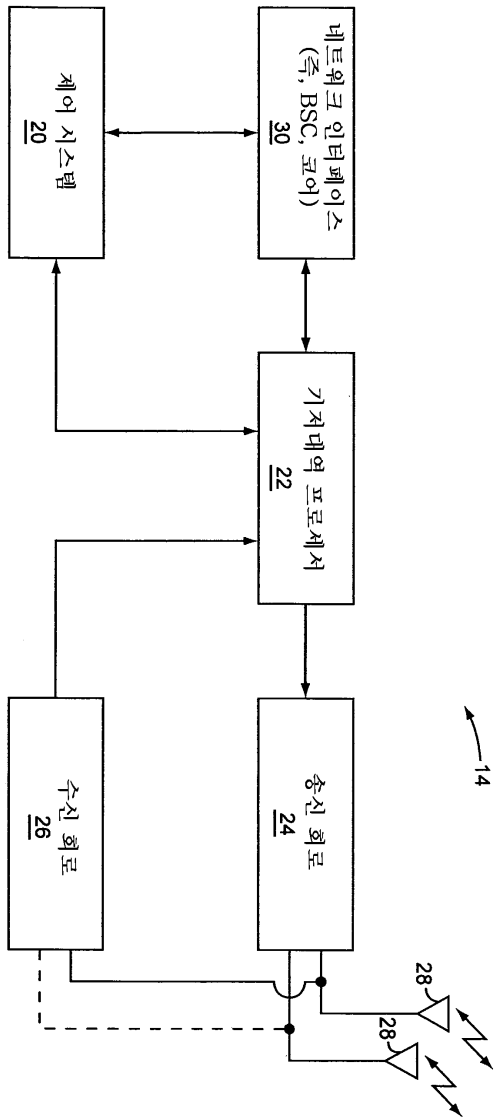 14
28
28
네트워크 인터페이스
(즉, BSC, 코어)
30
기저대역 프로세서
22
송신 회로
24
제어 시스템
20
수신 회로
26